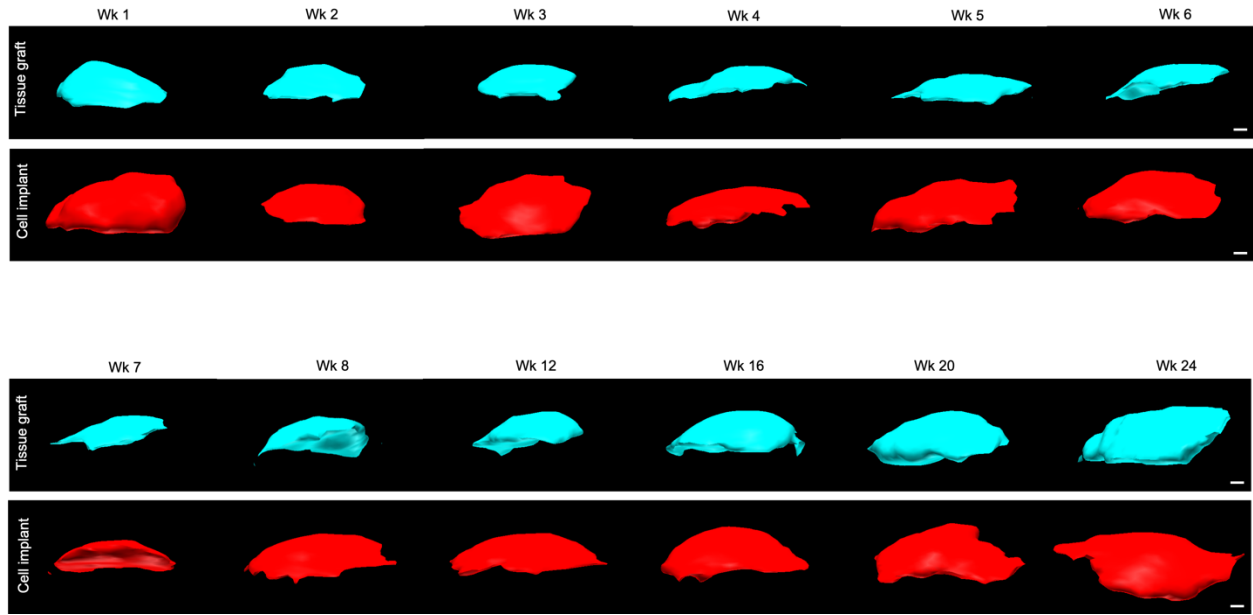 Wk 1 Wk 2 Wk 3 Wk 4 Wk 5 Wk 6
Tissue graft
Cell implant
Wk 7 Wk 8 Wk 12 Wk 16 Wk 20 Wk 24
Tissue graft
Cell implant